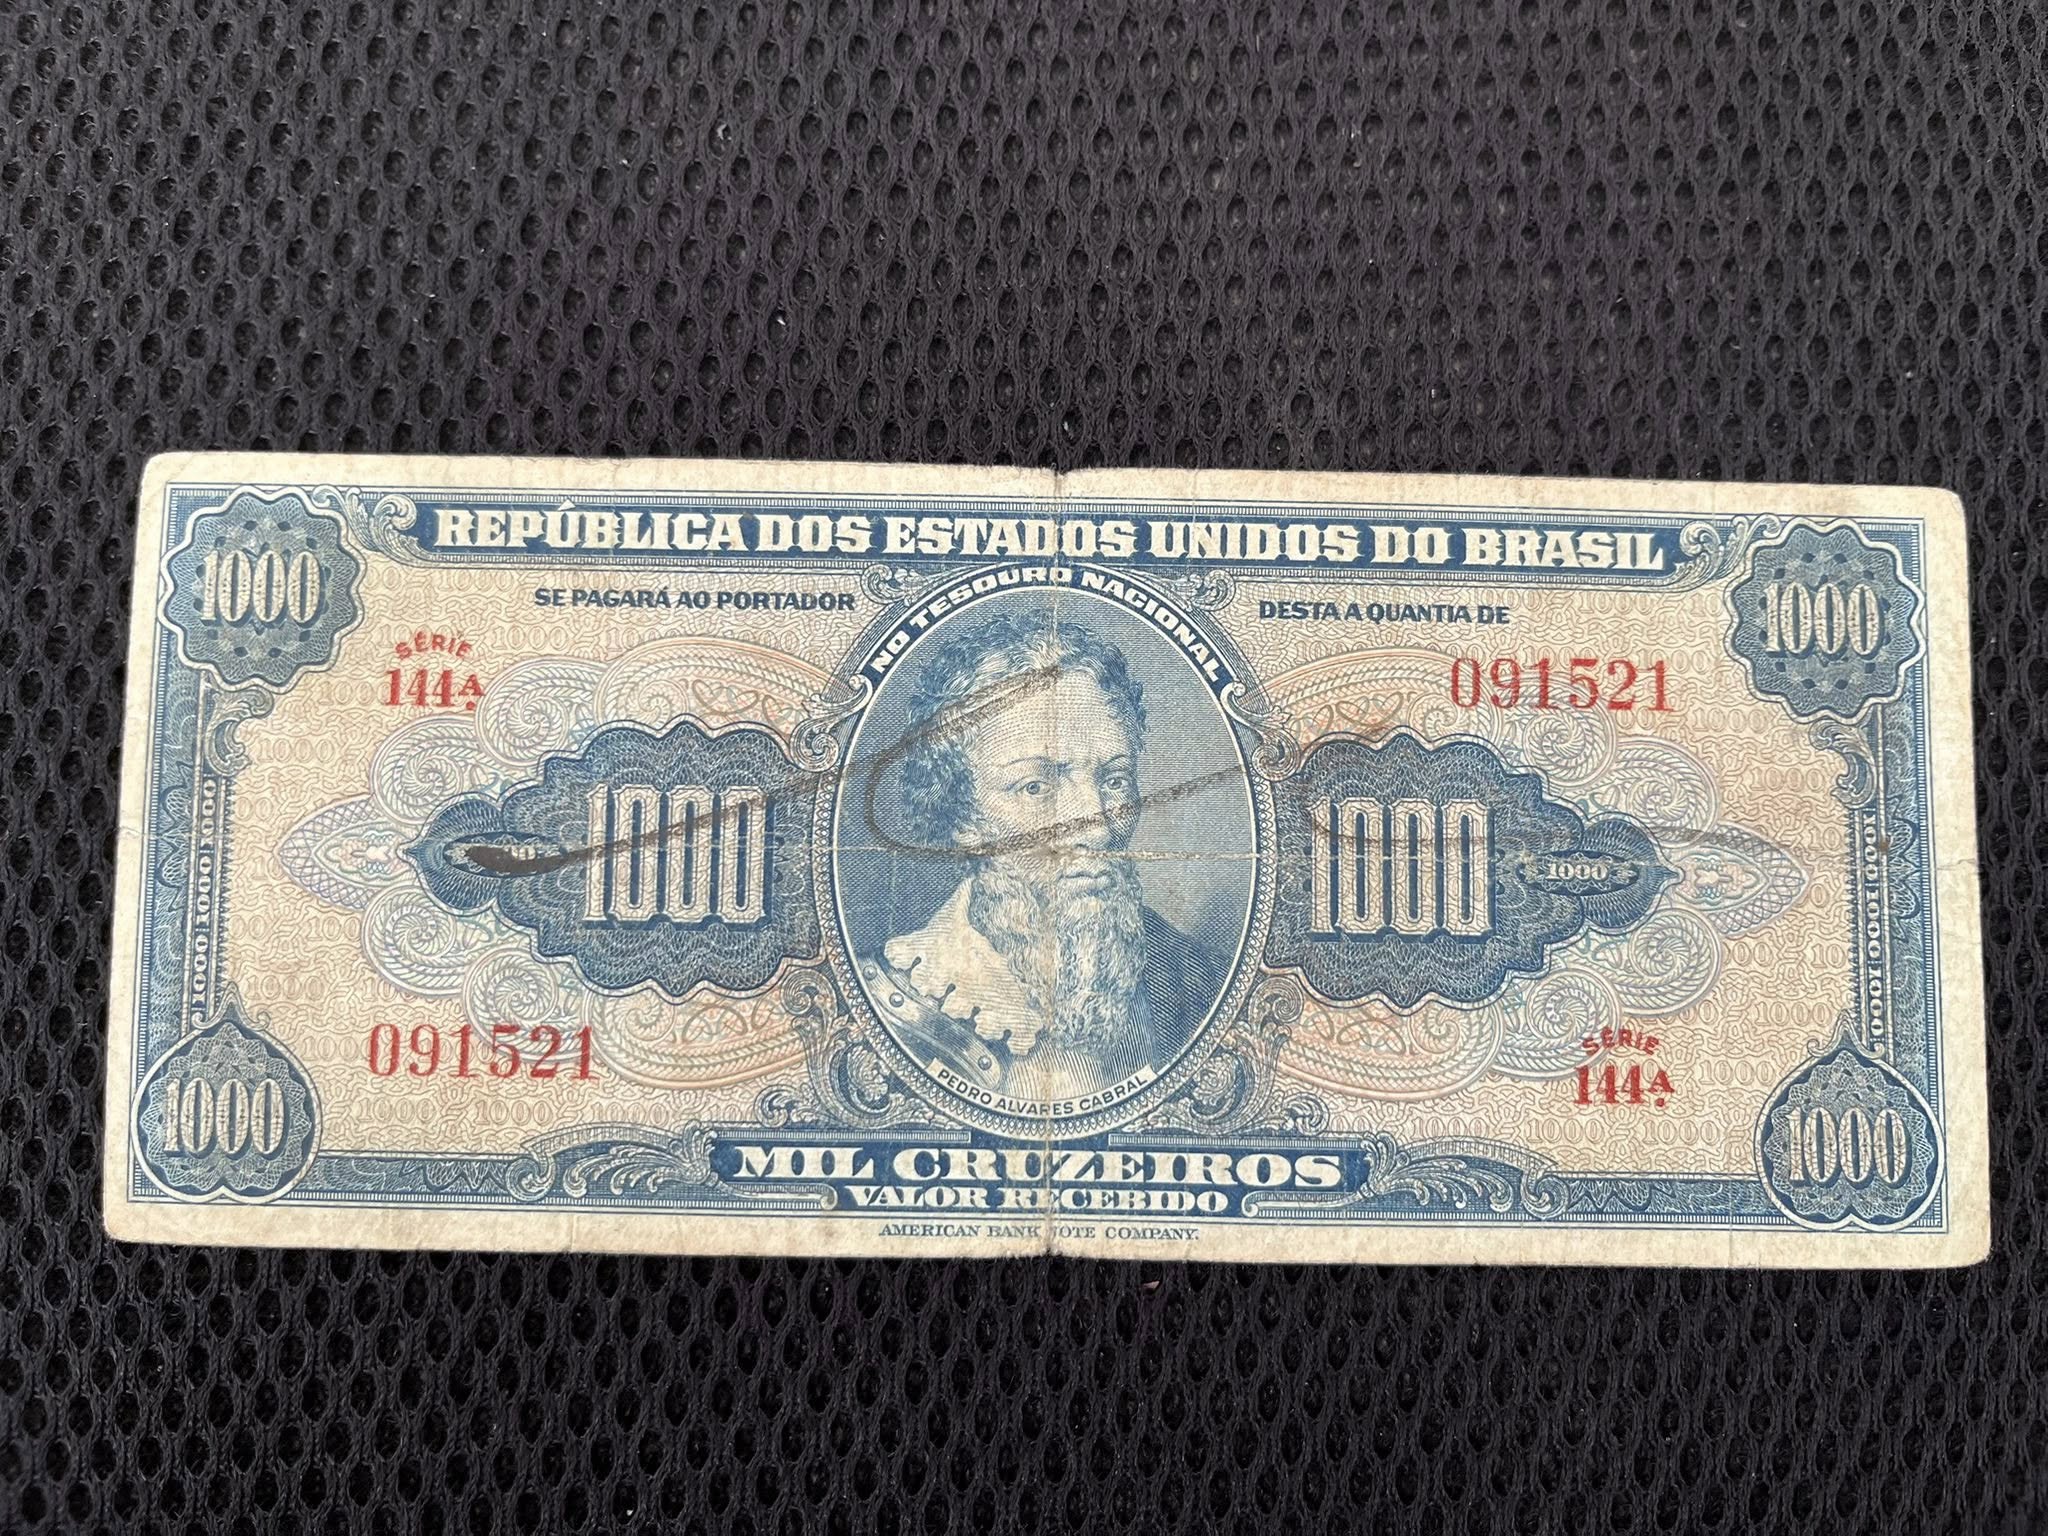 REPÚBLICA DOS ESTADOS UNIDOS DO BRASIL
1000
1000
SE PAGARÁ AO PORTADOR
NO TESOURO NACIONAL
DESTA A QUANTIA DE
SÉRIE
144A.
091521
1000
1000
1000
091521
SÉRIE
144A.
PEDRO ALVARES CABRAL
1000
1000
MIL CRUZEIROS
VALOR RECEBIDO
AMERICAN BANK NOTE COMPANY.